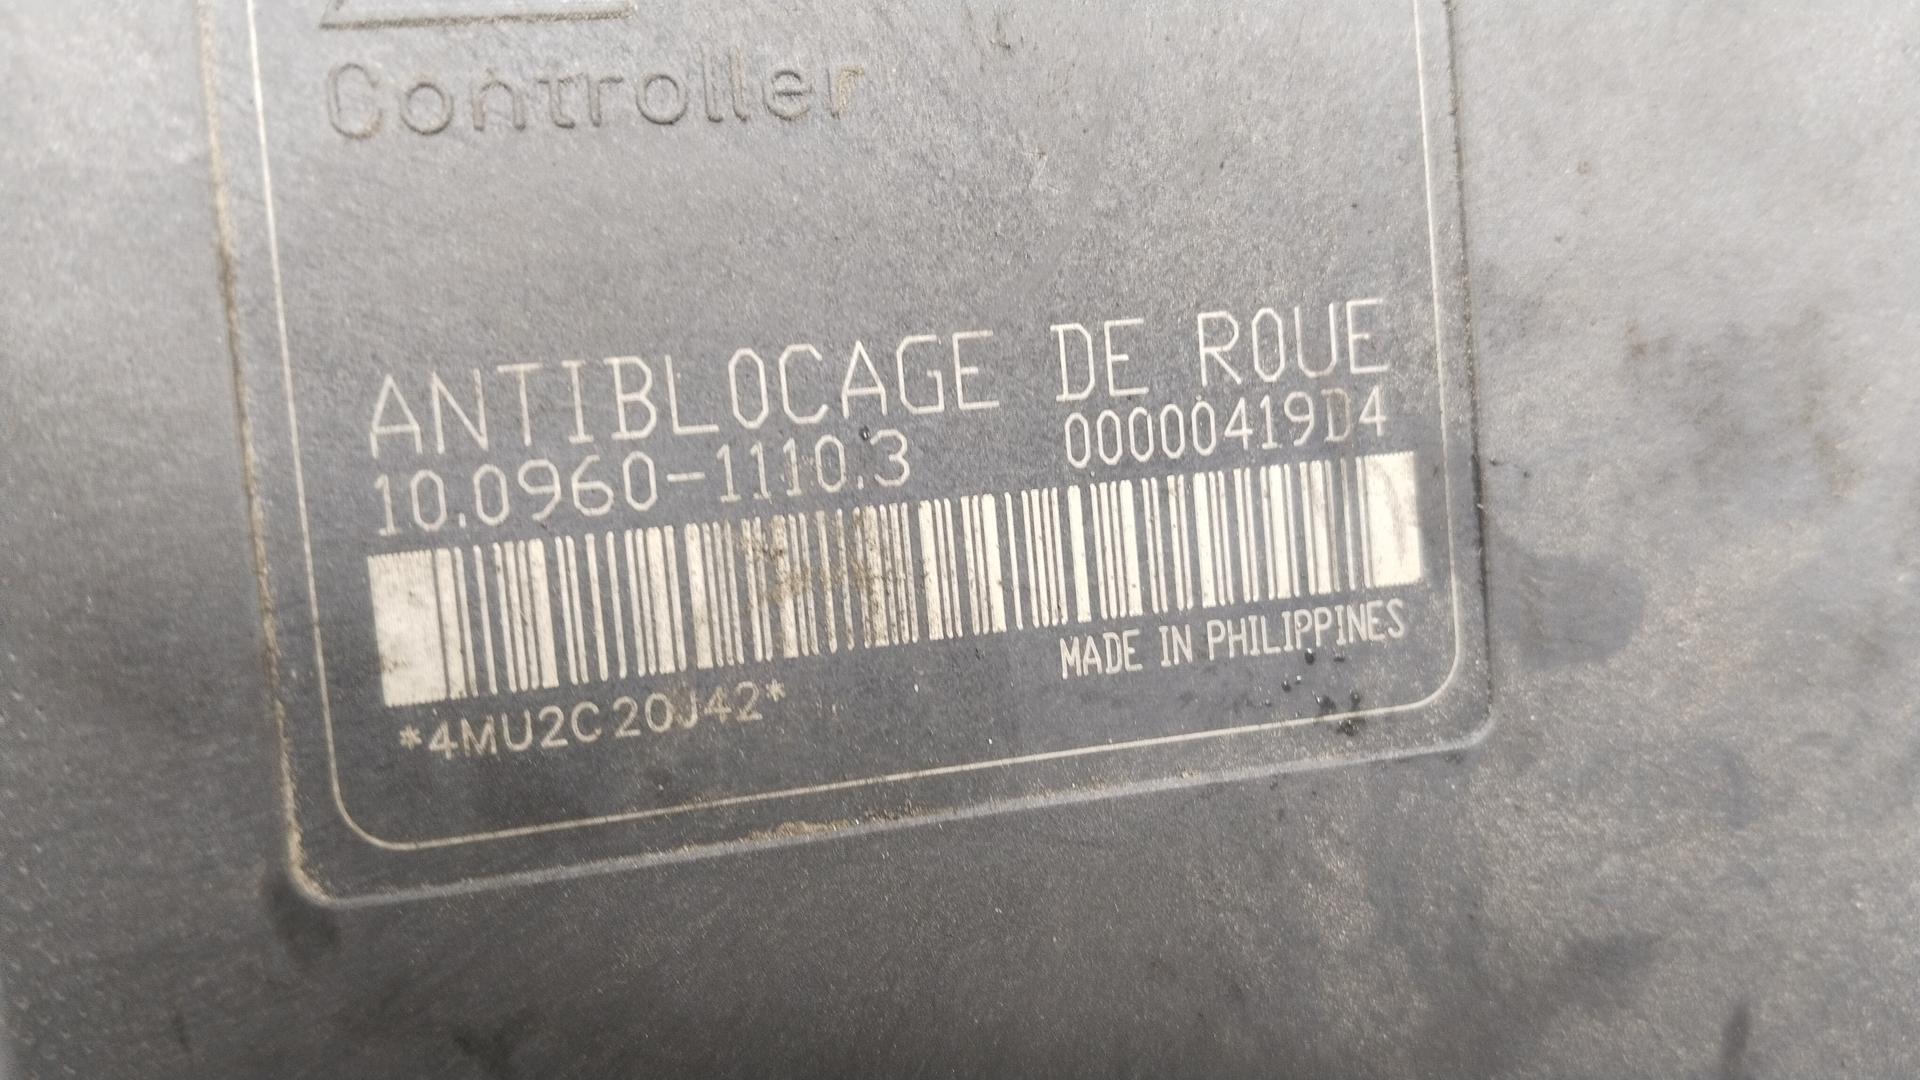 Controller
ANTIBLOCAGE DE ROUE
10.0960-1110.3 00000419D4
MADE IN PHILIPPINES
*4MU2C20J42*